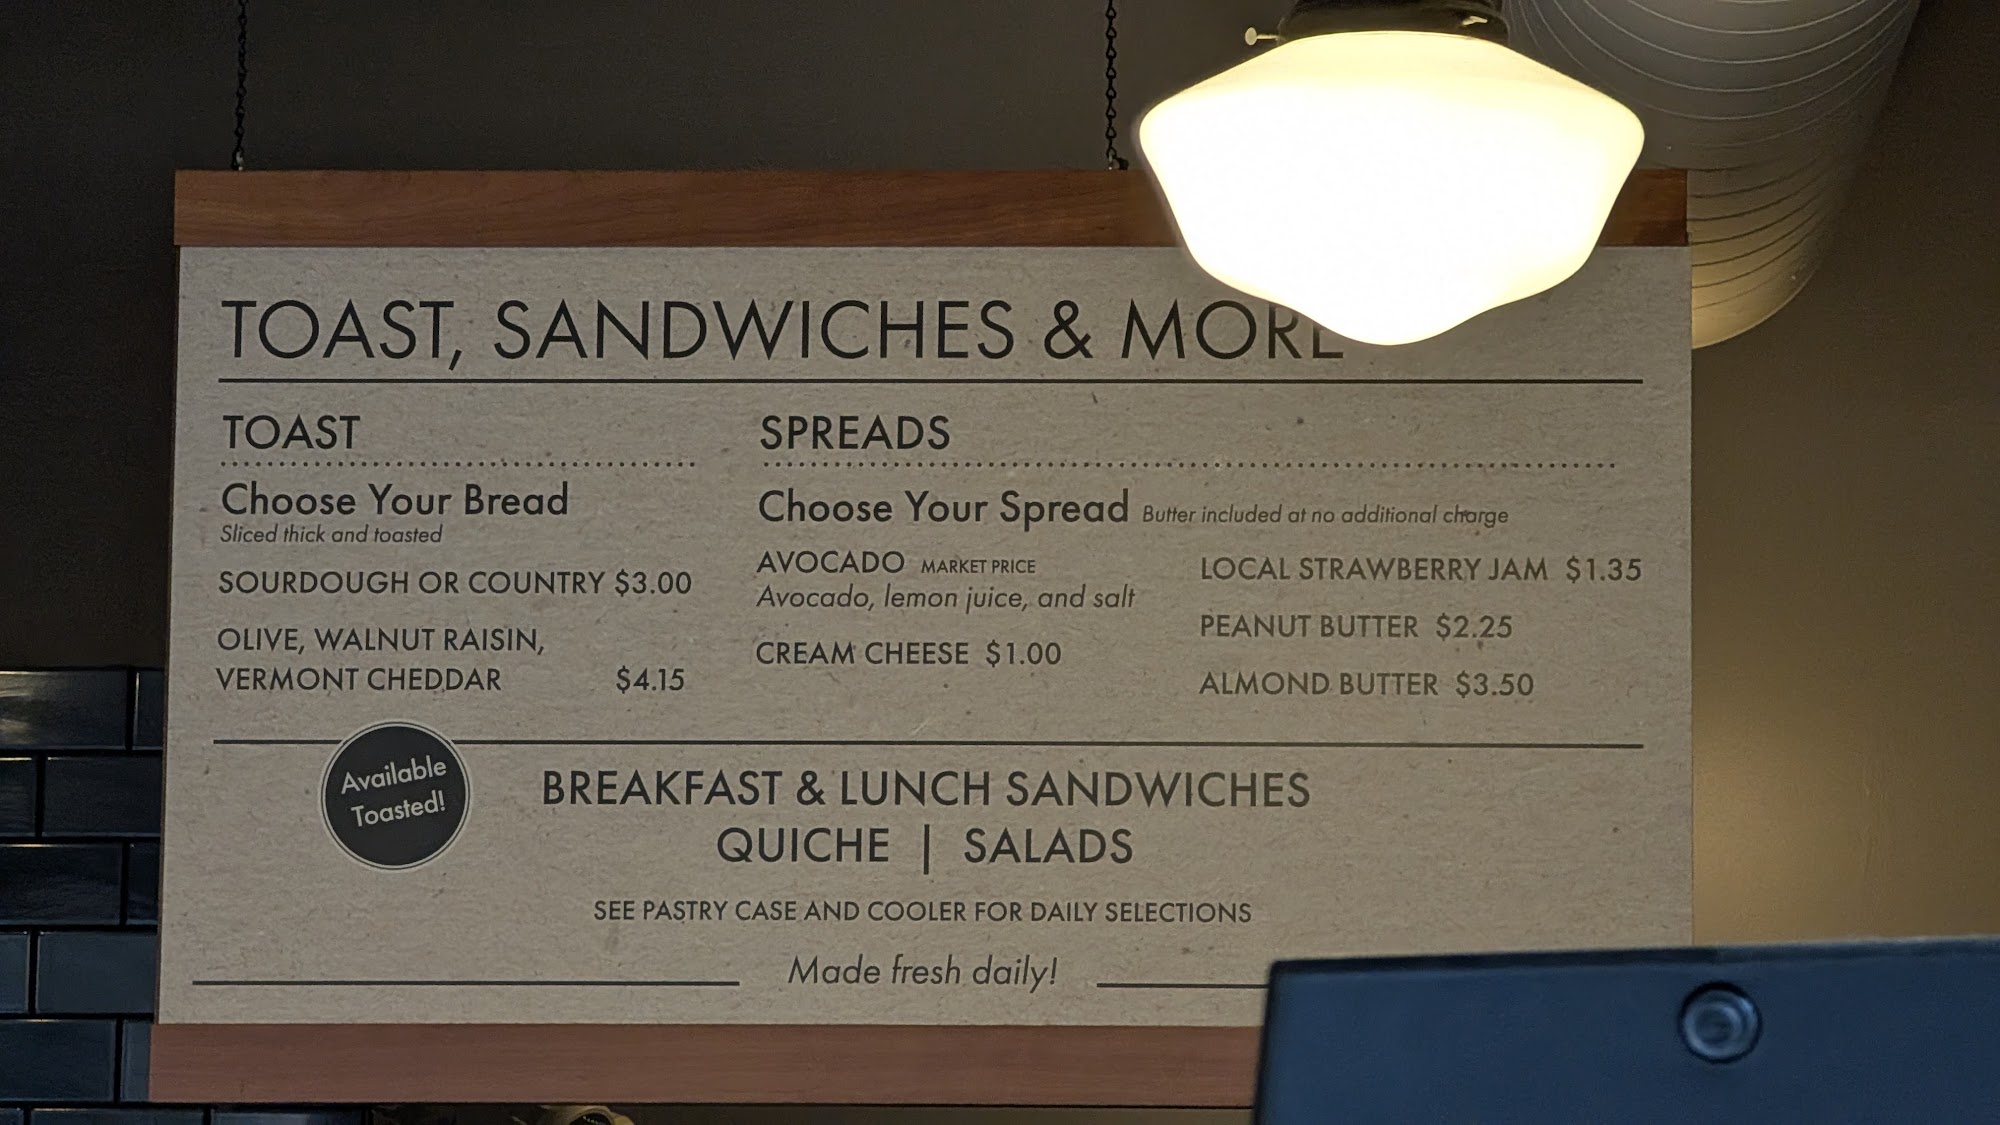 TOAST, SANDWICHES & MORE
TOAST
Choose Your Bread
Sliced thick and toasted
SOURDOUGH OR COUNTRY $3.00
OLIVE, WALNUT RAISIN,
VERMONT CHEDDAR $4.15
SPREADS
Choose Your Spread Butter included at no additional charge
AVOCADO MARKET PRICE
Avocado, lemon juice, and salt
CREAM CHEESE $1.00
LOCAL STRAWBERRY JAM $1.35
PEANUT BUTTER $2.25
ALMOND BUTTER $3.50
Available
Toasted!
BREAKFAST & LUNCH SANDWICHES
QUICHE | SALADS
SEE PASTRY CASE AND COOLER FOR DAILY SELECTIONS
Made fresh daily!